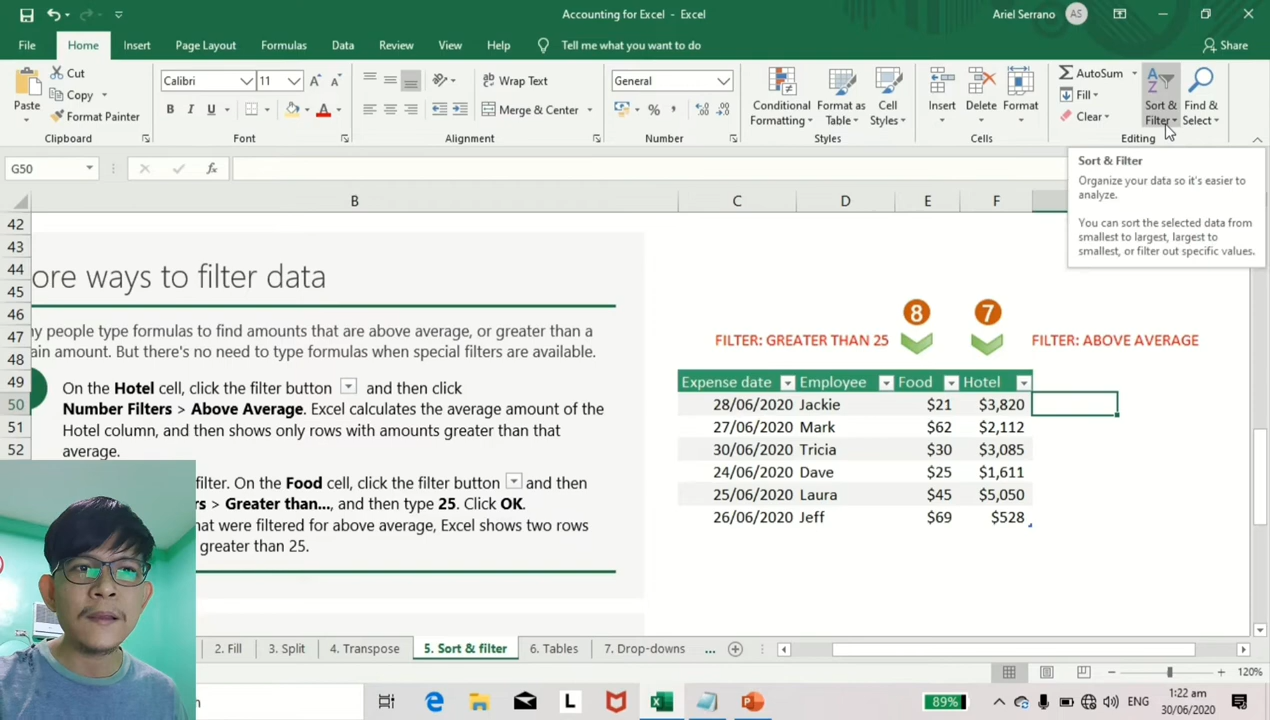 Accounting for Excel - Excel
Ariel Serrano AS
File Home Insert Page Layout Formulas Data Review View Help Tell me what you want to do Share
Paste
Cut
Copy
Format Painter
Clipboard
Calibri 11
B I U
Font
Wrap Text
Merge & Center
Alignment
General
Number
Conditional Formatting
Format as Table
Cell Styles
Styles
Insert Delete Format
Cells
AutoSum
Fill
Clear
Sort & Filter
Find & Select
Editing
G50
fx
Sort & Filter
Organize your data so it's easier to
analyze.
You can sort the selected data from
smallest to largest, largest to
smallest, or filter out specific values.
B C D E F
42
43
44
45
46
47
48
49
50
51
52
ore ways to filter data
y people type formulas to find amounts that are above average, or greater than a
ain amount. But there's no need to type formulas when special filters are available.
On the Hotel cell, click the filter button and then click
Number Filters > Above Average. Excel calculates the average amount of the
Hotel column, and then shows only rows with amounts greater than that
average.
filter. On the Food cell, click the filter button and then
rs > Greater than..., and then type 25. Click OK.
hat were filtered for above average, Excel shows two rows
greater than 25.
8 7
FILTER: GREATER THAN 25 FILTER: ABOVE AVERAGE
Expense date Employee Food Hotel
28/06/2020 Jackie $21 $3,820
27/06/2020 Mark $62 $2,112
30/06/2020 Tricia $30 $3,085
24/06/2020 Dave $25 $1,611
25/06/2020 Laura $45 $5,050
26/06/2020 Jeff $69 $528
2. Fill 3. Split 4. Transpose 5. Sort & filter 6. Tables 7. Drop-downs ...
120%
L
89%
ENG
1:22 am
30/06/2020